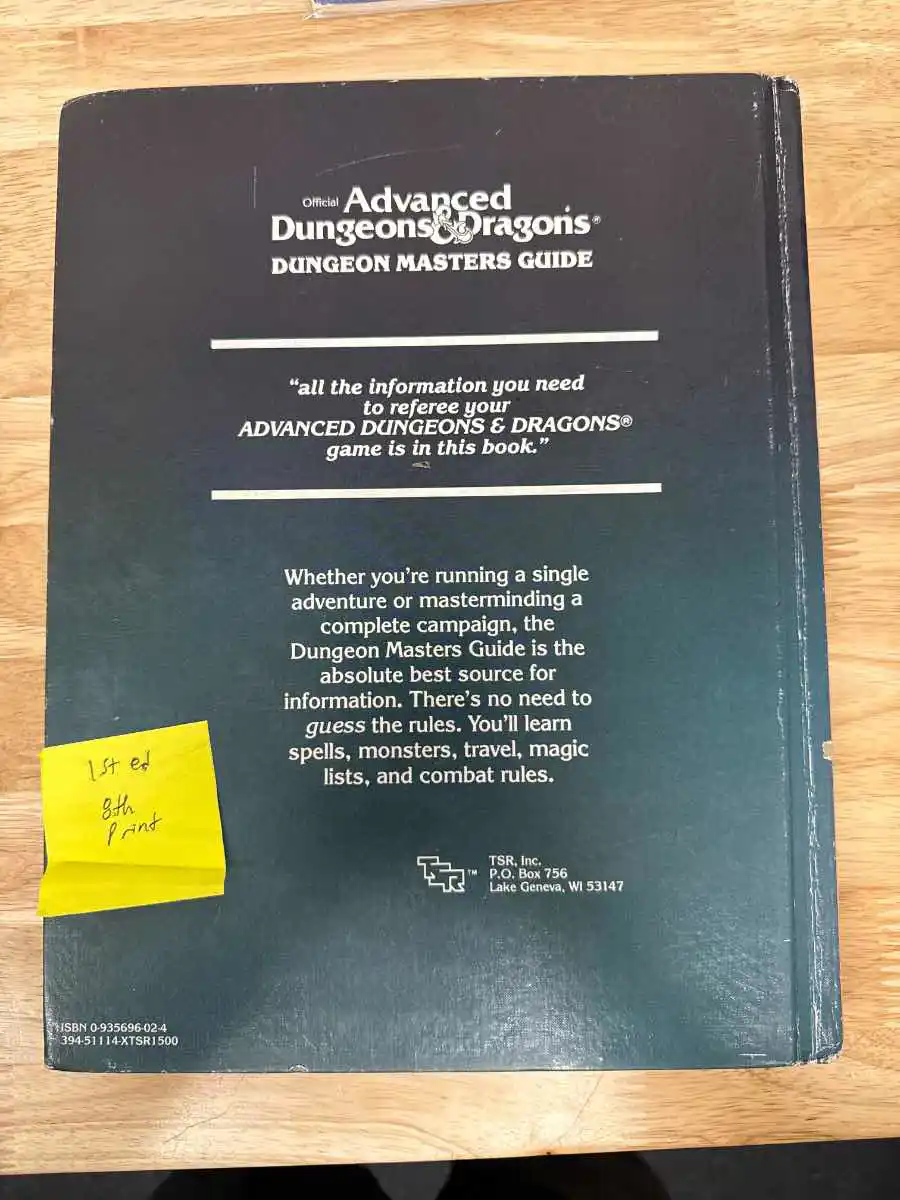 Official Advanced
Dungeons & Dragons®
DUNGEON MASTERS GUIDE
“all the information you need
to referee your
ADVANCED DUNGEONS & DRAGONS®
game is in this book.”
Whether you’re running a single
adventure or masterminding a
complete campaign, the
Dungeon Masters Guide is the
absolute best source for
information. There’s no need to
guess the rules. You’ll learn
spells, monsters, travel, magic
lists, and combat rules.
1st ed
8th
print
TSR™
TSR, Inc.
P.O. Box 756
Lake Geneva, WI 53147
ISBN 0-935696-02-4
394-51114-XTSR1500